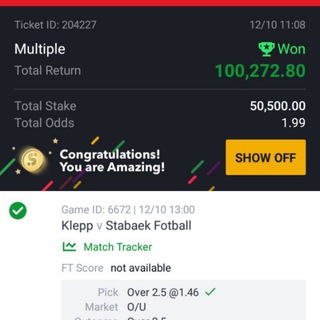 Ticket ID: 204227 12/10 11:08
Multiple Won
Total Return 100,272.80
Total Stake 50,500.00
Total Odds 1.99
Congratulations!
You are Amazing!
SHOW OFF
Game ID: 6672 | 12/10 13:00
Klepp v Stabaek Fotball
Match Tracker
FT Score not available
Pick Over 2.5 @1.46
Market O/U